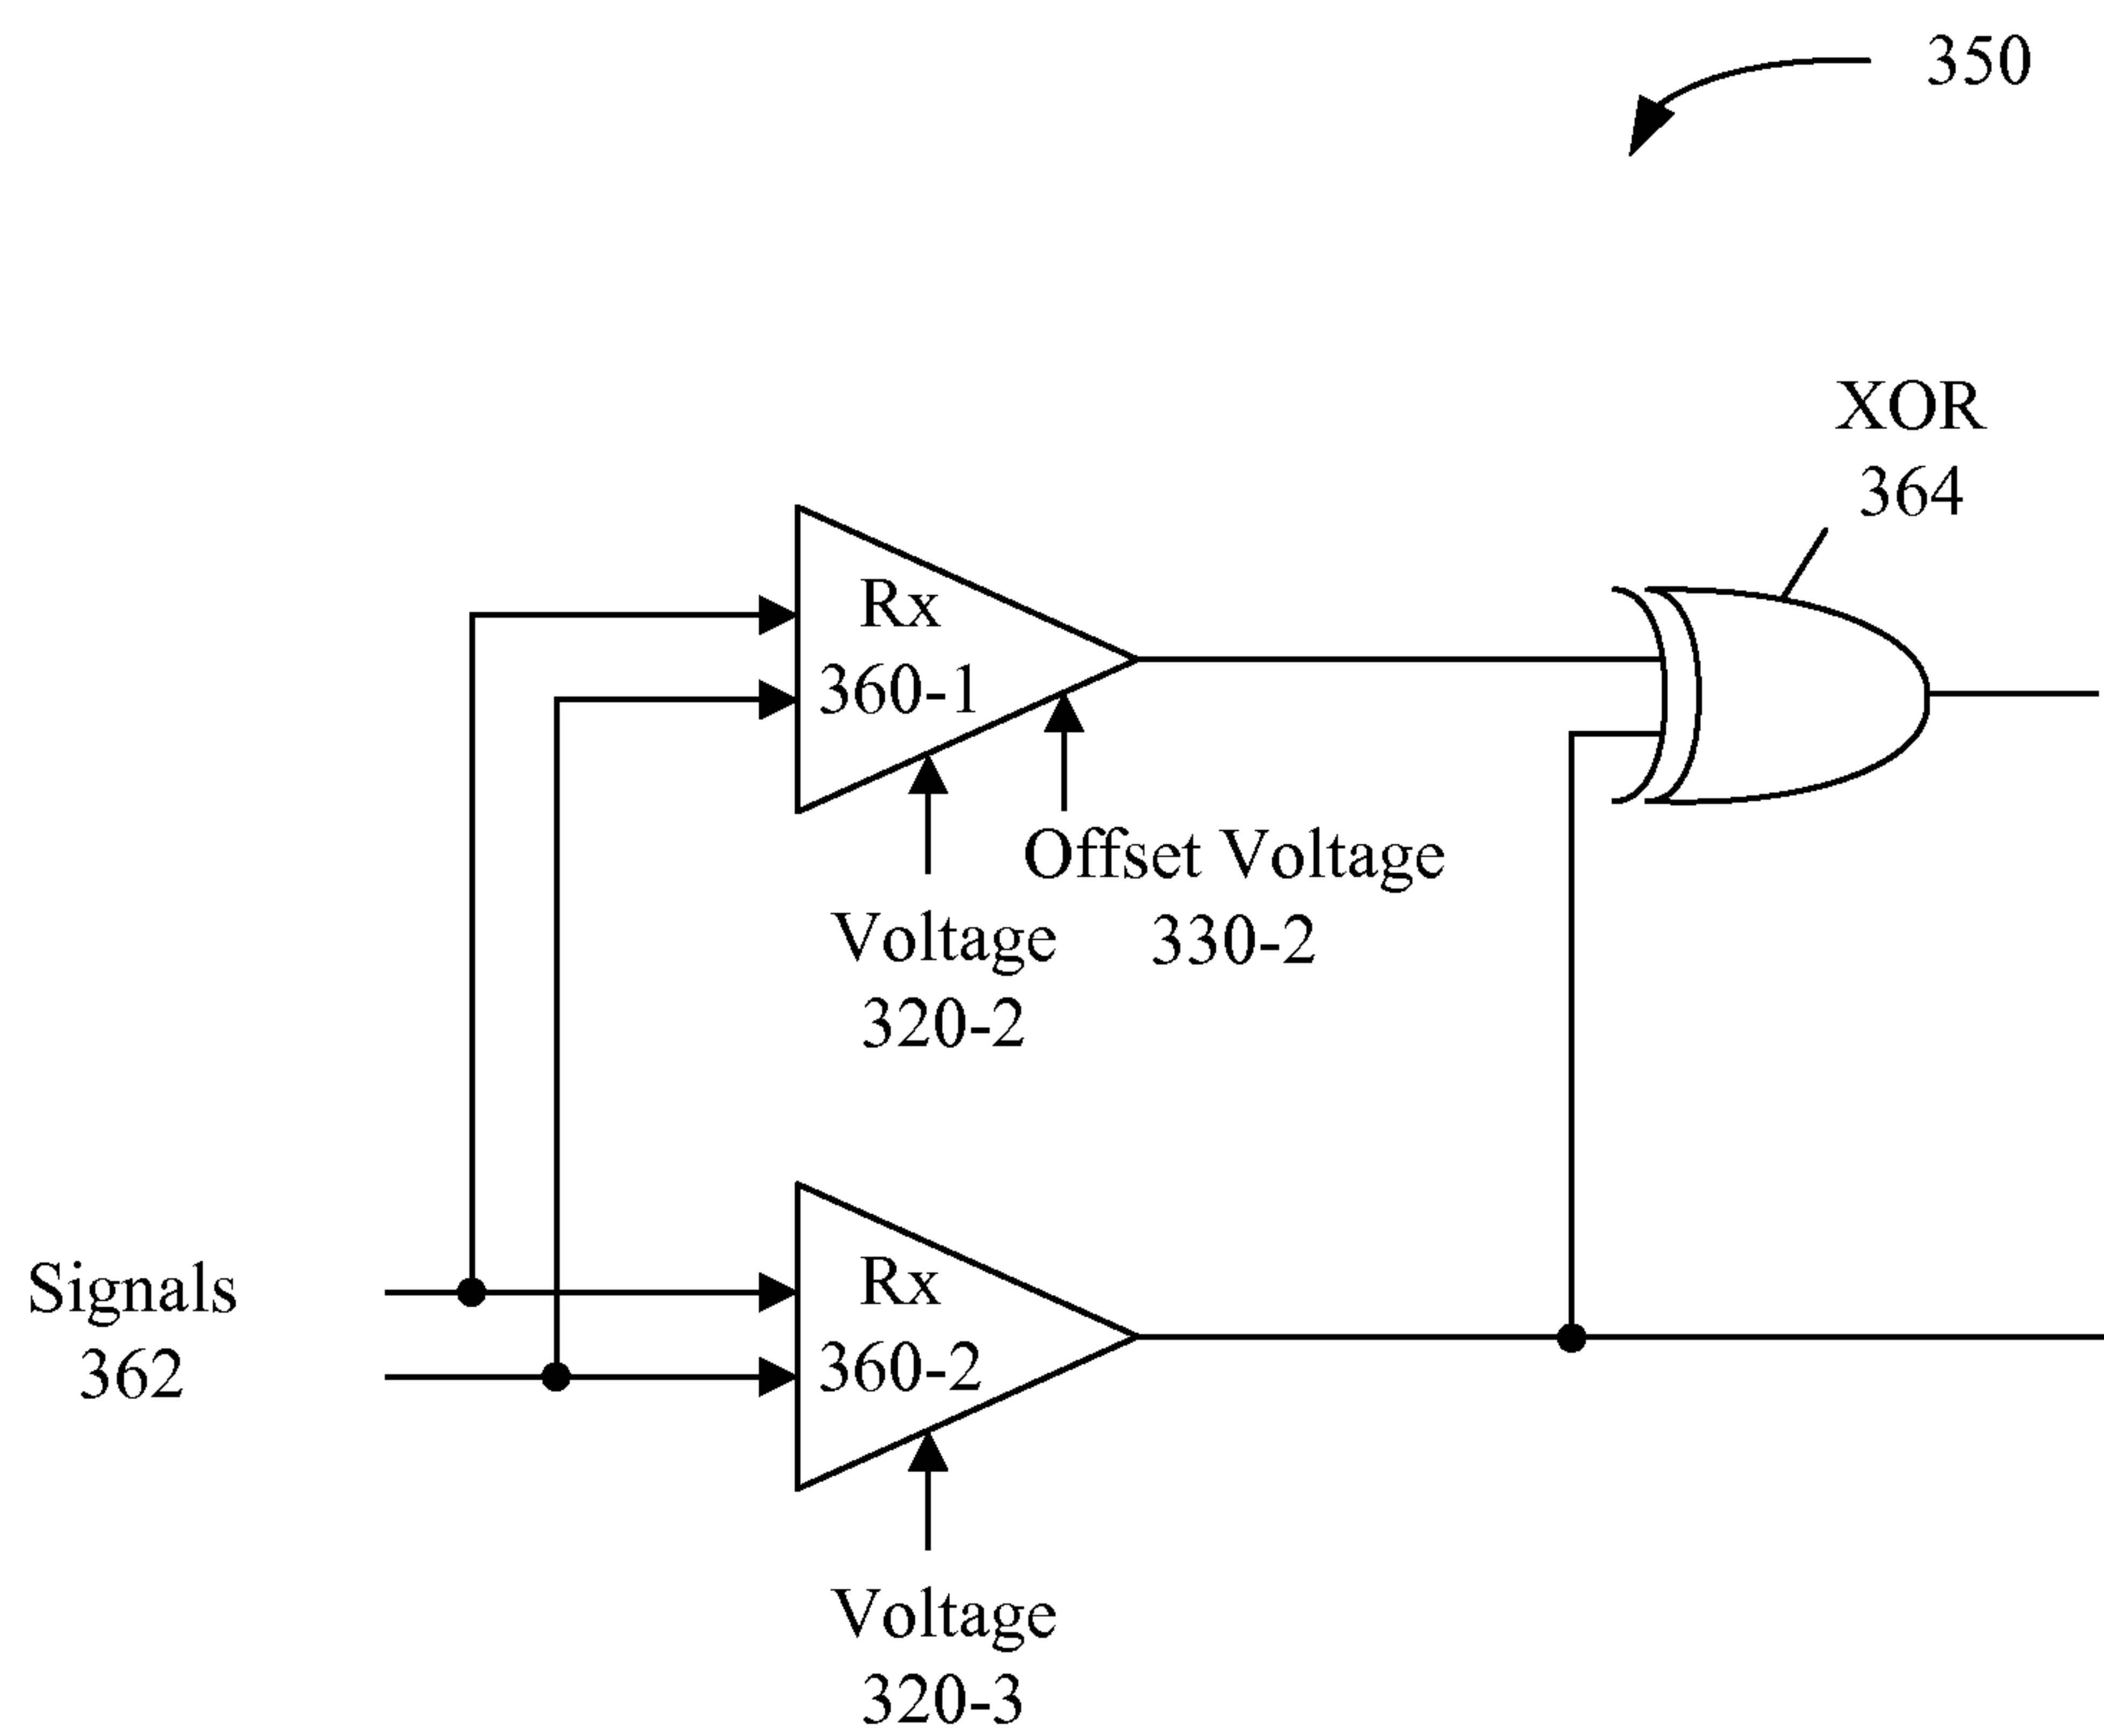 350
XOR
364
Rx
360-1
Offset Voltage
330-2
Voltage
320-2
Signals
362
Rx
360-2
Voltage
320-3